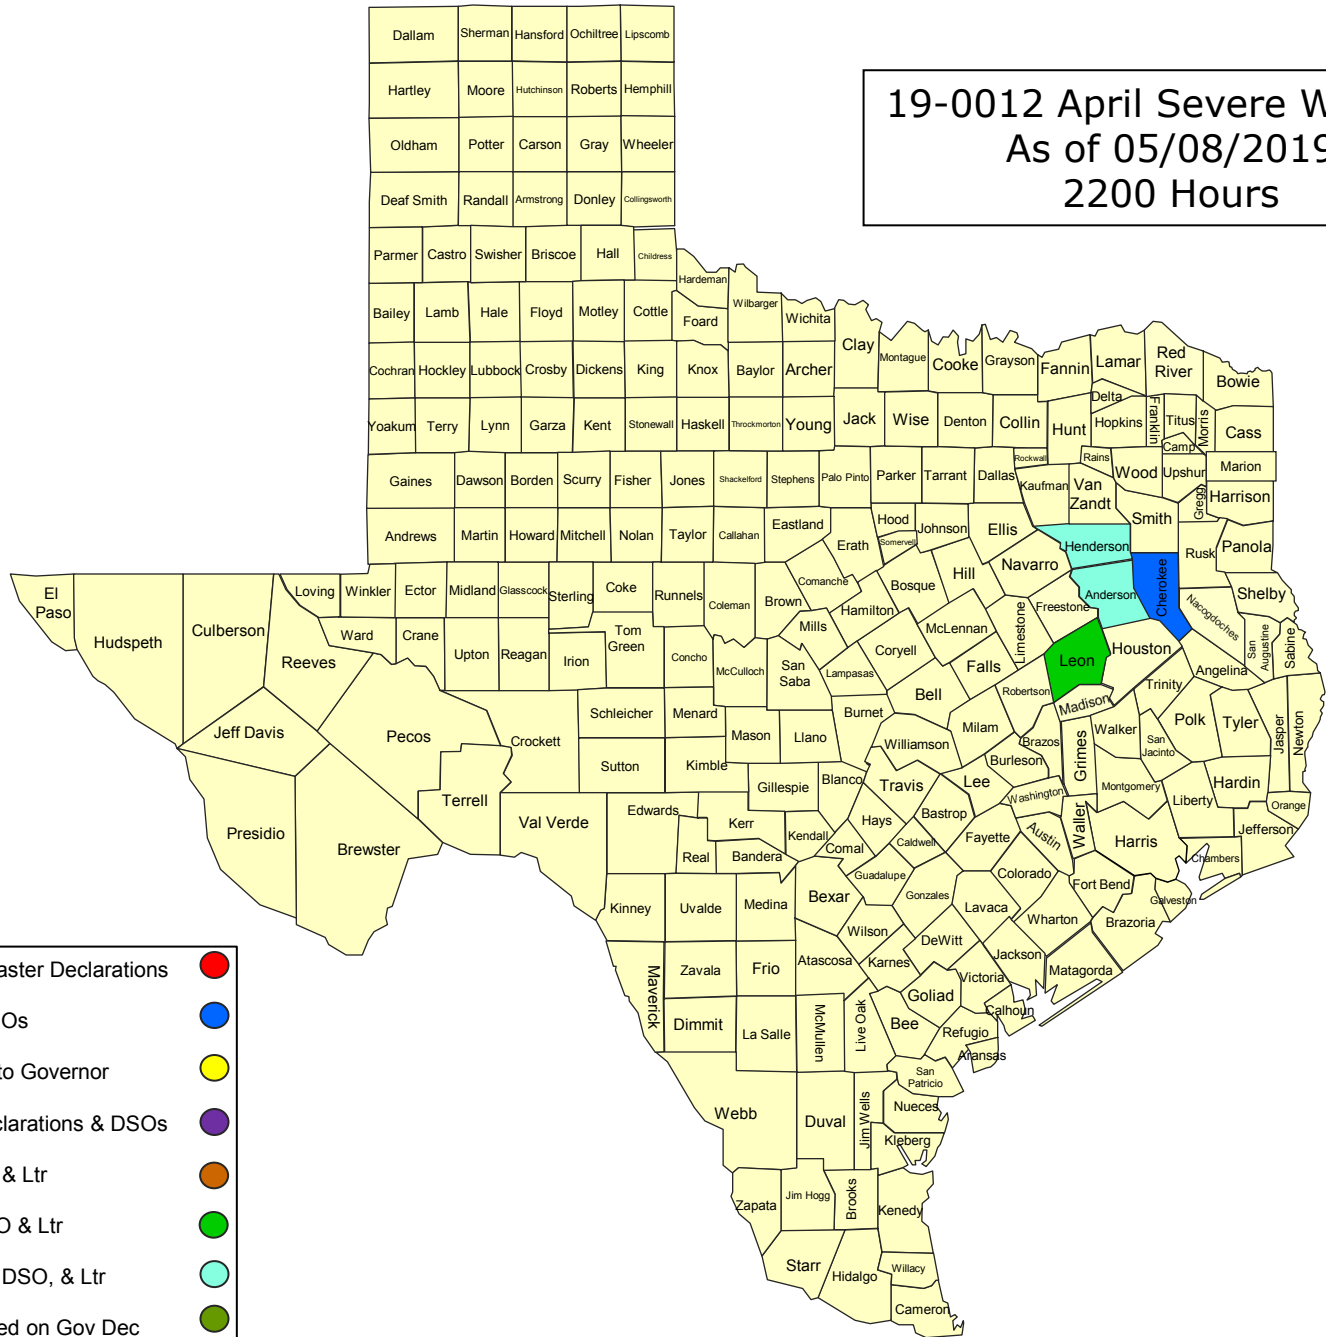 Dallam Sherman Hansford Ochiltree Lipscomb
Hartley Moore Hutchinson Roberts Hemphill
19-0012 April Severe W
As of 05/08/2019
2200 Hours
Oldham Potter Carson Gray Wheeler
Deaf Smith Randall Armstrong Donley Collingsworth
Parmer Castro Swisher Briscoe Hall Childress
Hardeman
Bailey Lamb Hale Floyd Motley Cottle Foard Wilbarger Wichita
Clay Montague Cooke Grayson Fannin Lamar Red
River
Bowie
Cochran Hockley Lubbock Crosby Dickens King Knox Baylor Archer
Delta
Yoakum Terry Lynn Garza Kent Stonewall Haskell Throckmorton Young Jack Wise Denton Collin Hunt Hopkins Franklin Titus Morris Cass
Camp
Rockwall Rains
Gaines Dawson Borden Scurry Fisher Jones Shackelford Stephens Palo Pinto Parker Tarrant Dallas Kaufman Van
Zandt
Wood Upshur Marion
Gregg Harrison
Andrews Martin Howard Mitchell Nolan Taylor Callahan Eastland Erath Hood Somervell Johnson Ellis Henderson Smith Rusk Panola
El
Paso
Hudspeth Culberson Loving Winkler Ector Midland Glasscock Sterling Coke Runnels Coleman Brown Comanche Hamilton Bosque Hill Navarro Freestone Anderson Cherokee Nacogdoches Shelby
Reeves Ward Crane Upton Reagan Irion Tom
Green
Concho McCulloch San
Saba
Mills Lampasas Coryell McLennan Falls Limestone Leon Houston Angelina San
Augustine
Sabine
Jeff Davis Pecos Crockett Schleicher Menard Mason Llano Burnet Bell Milam Robertson Madison Trinity Polk Tyler Jasper Newton
Sutton Kimble Gillespie Blanco Williamson Travis Lee Burleson Brazos Grimes Walker San
Jacinto
Presidio Brewster Terrell Val Verde Edwards Kerr Kendall Hays Bastrop Washington Montgomery Liberty Hardin Orange
Real Bandera Comal Caldwell Fayette Austin Waller Harris Jefferson
Chambers
Kinney Uvalde Medina Bexar Guadalupe Gonzales Lavaca Colorado Fort Bend Galveston
Wilson Wharton Brazoria
Maverick Zavala Frio Atascosa Karnes DeWitt Jackson Matagorda
Victoria
Dimmit La Salle McMullen Live Oak Bee Goliad Refugio Calhoun
Aransas
San
Patricio
Webb Duval Jim Wells Nueces
Kleberg
Zapata Jim Hogg Brooks Kenedy
Starr Hidalgo Willacy
Cameron
aster Declarations
Os
to Governor
clarations & DSOs
& Ltr
O & Ltr
DSO, & Ltr
ed on Gov Dec